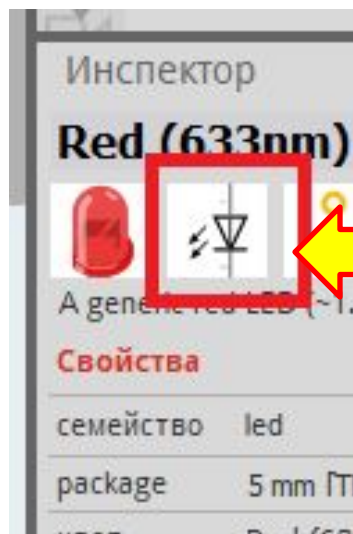 Инспектор
Red (633nm)
A generic red LED (~1.
Свойства
семейство led
package 5 mm [T